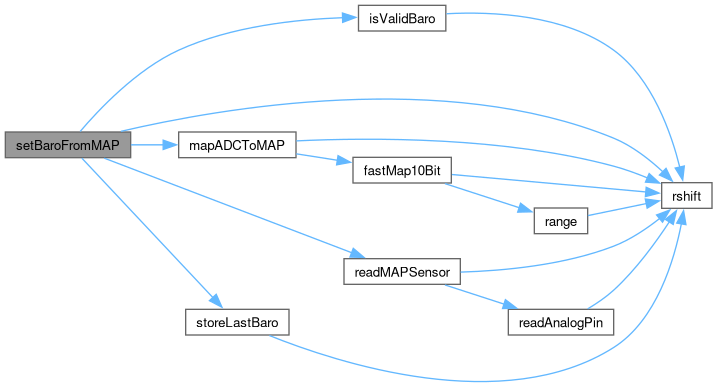 isValidBaro
setBaroFromMAP
mapADCToMAP
fastMap10Bit
rshift
range
readMAPSensor
storeLastBaro
readAnalogPin